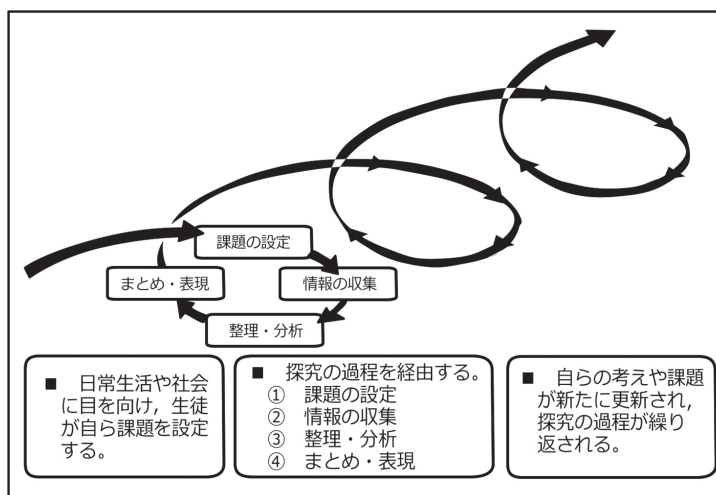 課題の設定
まとめ・表現
情報の収集
整理・分析
■ 日常生活や社会
に目を向け，生徒
が自ら課題を設定
する。
■ 探究の過程を経由する。
① 課題の設定
② 情報の収集
③ 整理・分析
④ まとめ・表現
■ 自らの考えや課題
が新たに更新され，
探究の過程が繰り
返される。